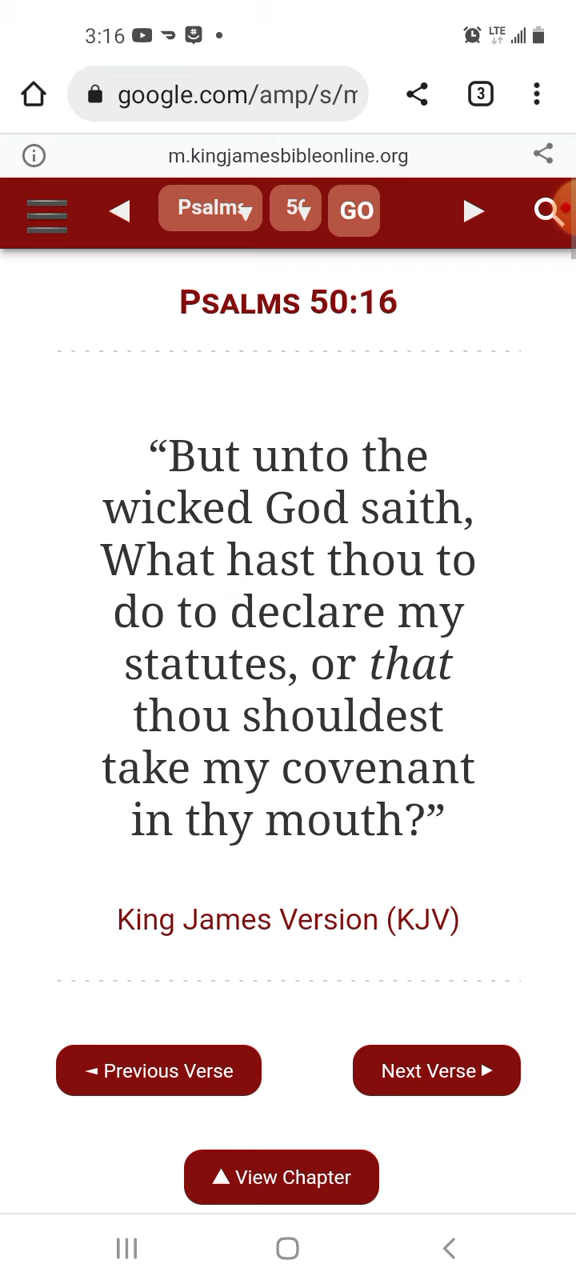 3:16 LTE
google.com/amp/s/m
3
m.kingjamesbibleonline.org
Psalms GO
PSALMS 50:16
“But unto the
wicked God saith,
What hast thou to
do to declare my
statutes, or that
thou shouldest
take my covenant
in thy mouth?”
King James Version (KJV)
◄ Previous Verse Next Verse ►
▲ View Chapter